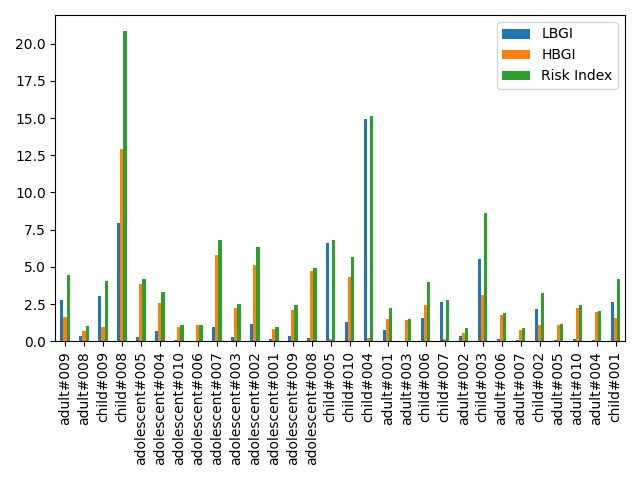 LBGI
HBGI
Risk Index
20.0
17.5
15.0
12.5
10.0
7.5
5.0
2.5
0.0
adult#009
adult#008
child#009
child#008
adolescent#005
adolescent#004
adolescent#010
adolescent#006
adolescent#007
adolescent#003
adolescent#002
adolescent#001
adolescent#009
adolescent#008
child#005
child#010
child#004
adult#001
adult#003
child#006
child#007
adult#002
child#003
adult#006
adult#007
child#002
adult#005
adult#010
adult#004
child#001